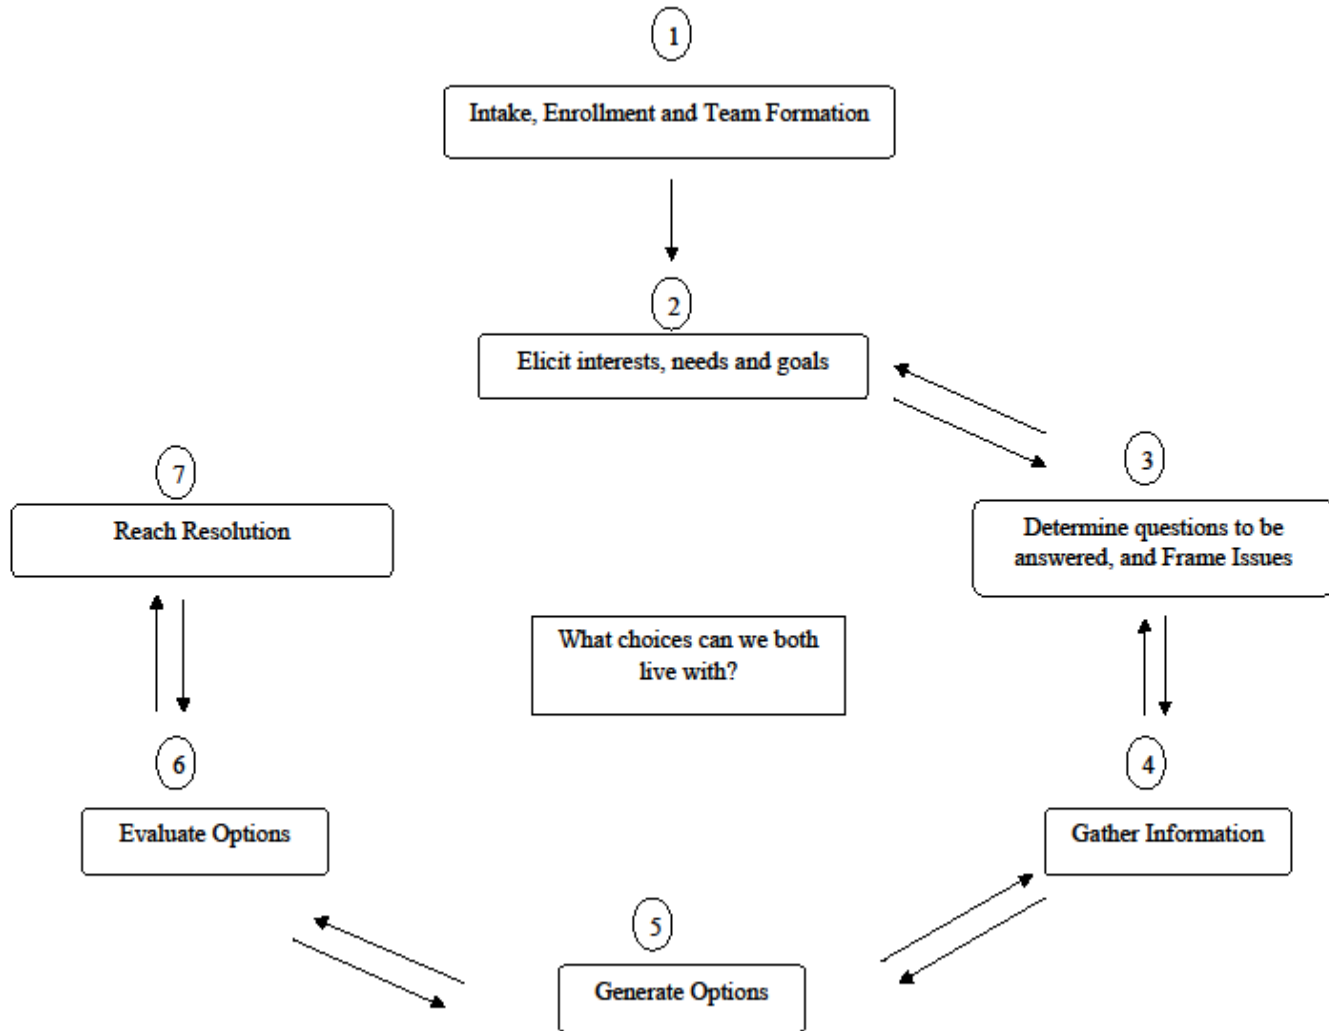 1
Intake, Enrollment and Team Formation
2
Elicit interests, needs and goals
3
Determine questions to be
answered, and Frame Issues
7
Reach Resolution
What choices can we both
live with?
4
Gather Information
6
Evaluate Options
5
Generate Options